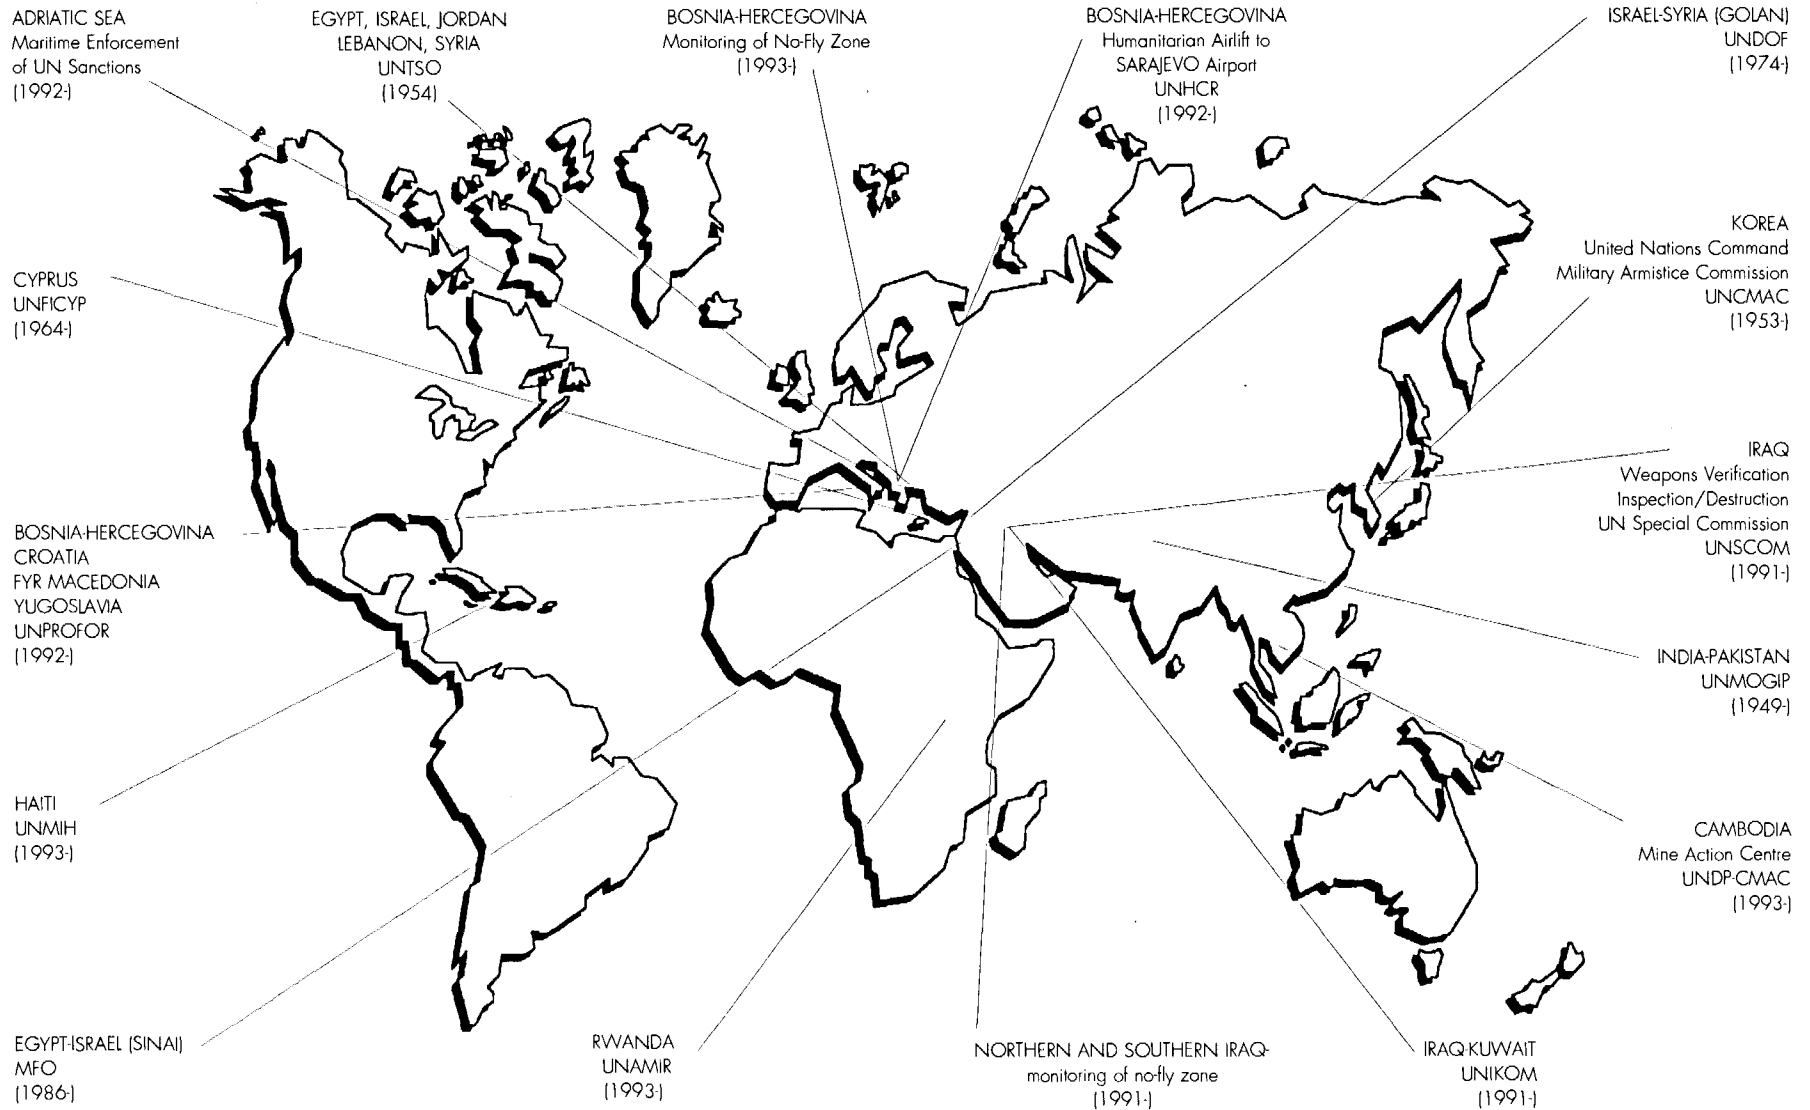 ADRIATIC SEA
Maritime Enforcement
of UN Sanctions
(1992-)
EGYPT, ISRAEL, JORDAN
LEBANON, SYRIA
UNTSO
(1954)
BOSNIA-HERCEGOVINA
Monitoring of No-Fly Zone
(1993-)
BOSNIA-HERCEGOVINA
Humanitarian Airlift to
SARAJEVO Airport
UNHCR
(1992-)
ISRAEL-SYRIA (GOLAN)
UNDOF
(1974-)
KOREA
United Nations Command
Military Armistice Commission
UNCMAC
(1953-)
CYPRUS
UNFICYP
(1964-)
IRAQ
Weapons Verification
Inspection/Destruction
UN Special Commission
UNSCOM
(1991-)
BOSNIA-HERCEGOVINA
CROATIA
FYR MACEDONIA
YUGOSLAVIA
UNPROFOR
(1992-)
INDIA-PAKISTAN
UNMOGIP
(1949-)
HAITI
UNMIH
(1993-)
CAMBODIA
Mine Action Centre
UNDP-CMAC
(1993-)
EGYPT-ISRAEL (SINAI)
MFO
(1986-)
RWANDA
UNAMIR
(1993-)
NORTHERN AND SOUTHERN IRAQ-
monitoring of no-fly zone
(1991-)
IRAQ-KUWAIT
UNIKOM
(1991-)